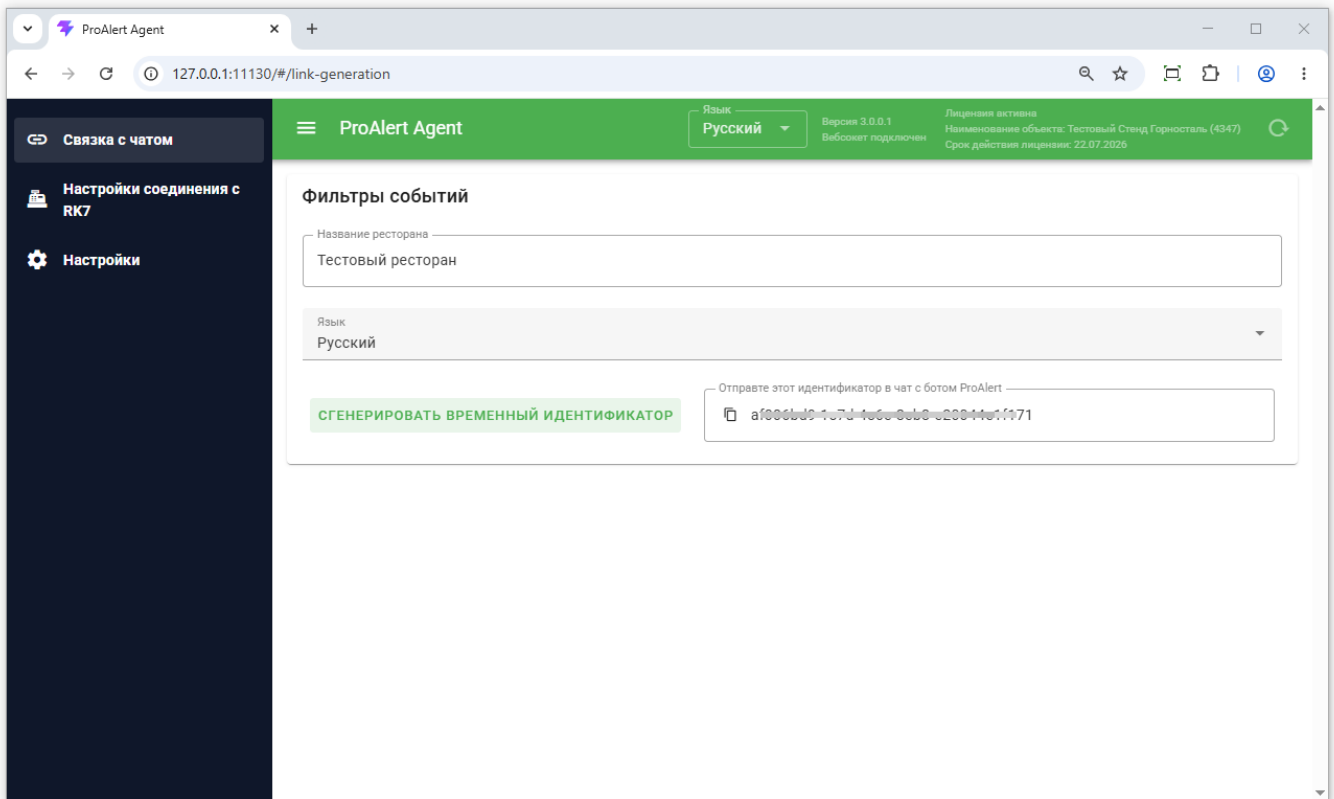 ProAlert Agent
127.0.0.1:11130/#/link-generation
Связка с чатом
Настройки соединения с
RK7
Настройки
ProAlert Agent
Язык
Русский
Версия 3.0.0.1
Вебсокет подключен
Лицензия активна
Наименование объекта: Тестовый Стенд Горносталь (4347)
Срок действия лицензии: 22.07.2026
Фильтры событий
Название ресторана
Тестовый ресторан
Язык
Русский
СГЕНЕРИРОВАТЬ ВРЕМЕННЫЙ ИДЕНТИФИКАТОР
Отправте этот идентификатор в чат с ботом ProAlert